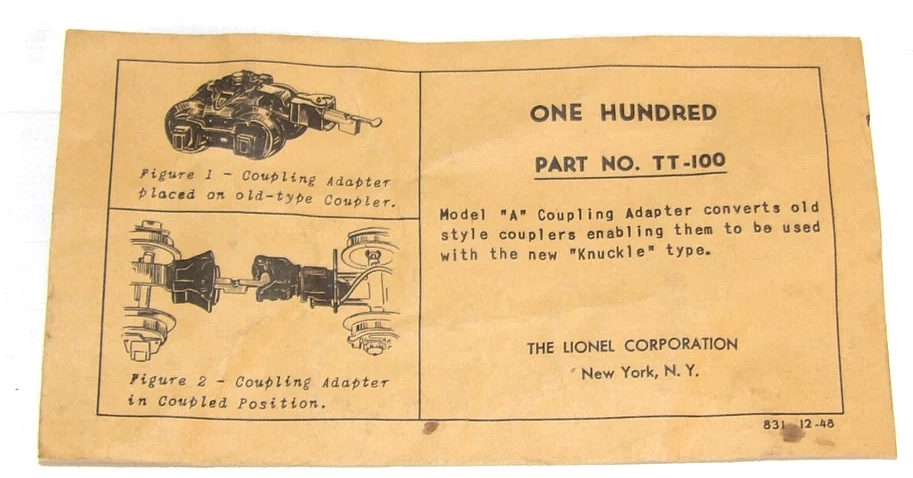 Figure 1 - Coupling Adapter
placed on old-type Coupler.
Figure 2 - Coupling Adapter
in Coupled Position.
ONE HUNDRED
PART NO. TT-100
Model "A" Coupling Adapter converts old
style couplers enabling them to be used
with the new "Knuckle" type.
THE LIONEL CORPORATION
New York, N. Y.
831 12-48